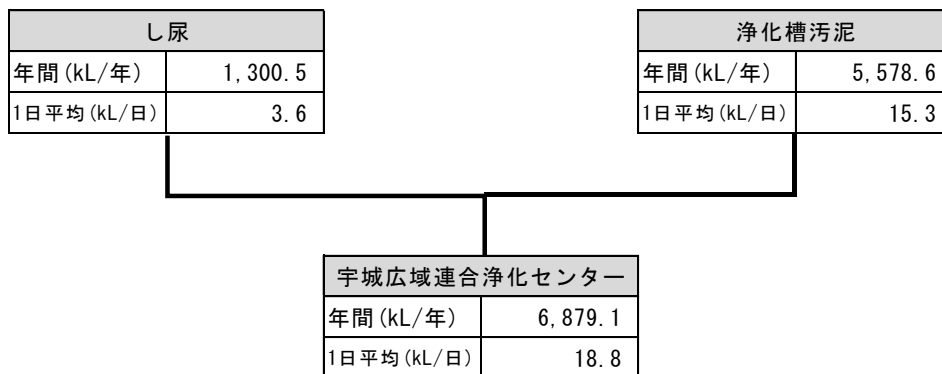 し尿
年間(kL/年) 1,300.5
1日平均(kL/日) 3.6
浄化槽汚泥
年間(kL/年) 5,578.6
1日平均(kL/日) 15.3
宇城広域連合浄化センター
年間(kL/年) 6,879.1
1日平均(kL/日) 18.8